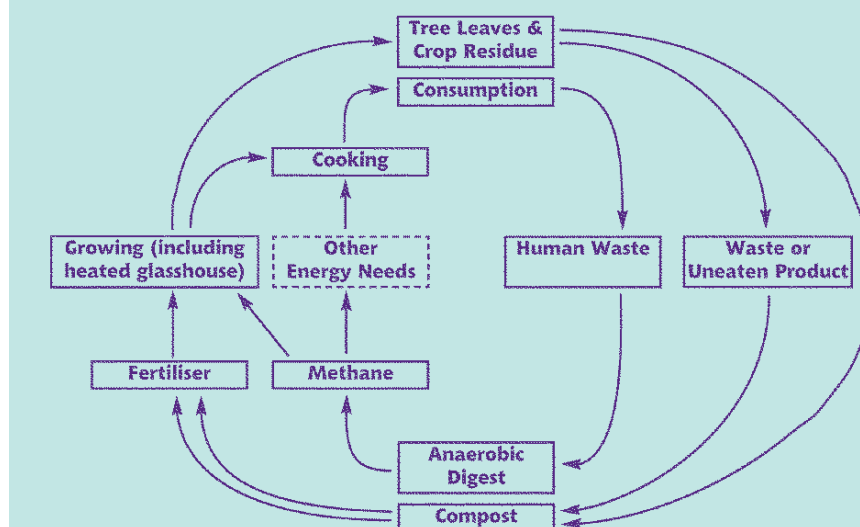 Tree Leaves &
Crop Residue
Consumption
Cooking
Growing (including
heated glasshouse)
Other
Energy Needs
Human Waste
Waste or
Uneaten Product
Fertiliser
Methane
Anaerobic
Digest
Compost